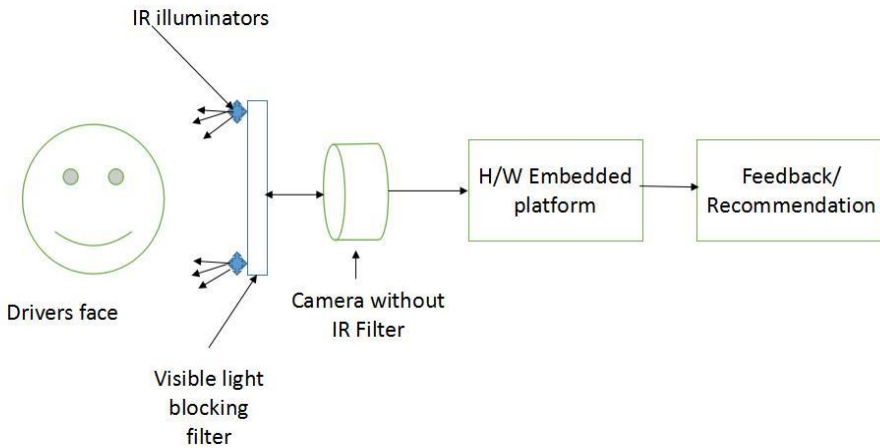 IR illuminators
H/W Embedded
platform
Feedback/
Recommendation
Drivers face
Camera without
IR Filter
Visible light
blocking
filter